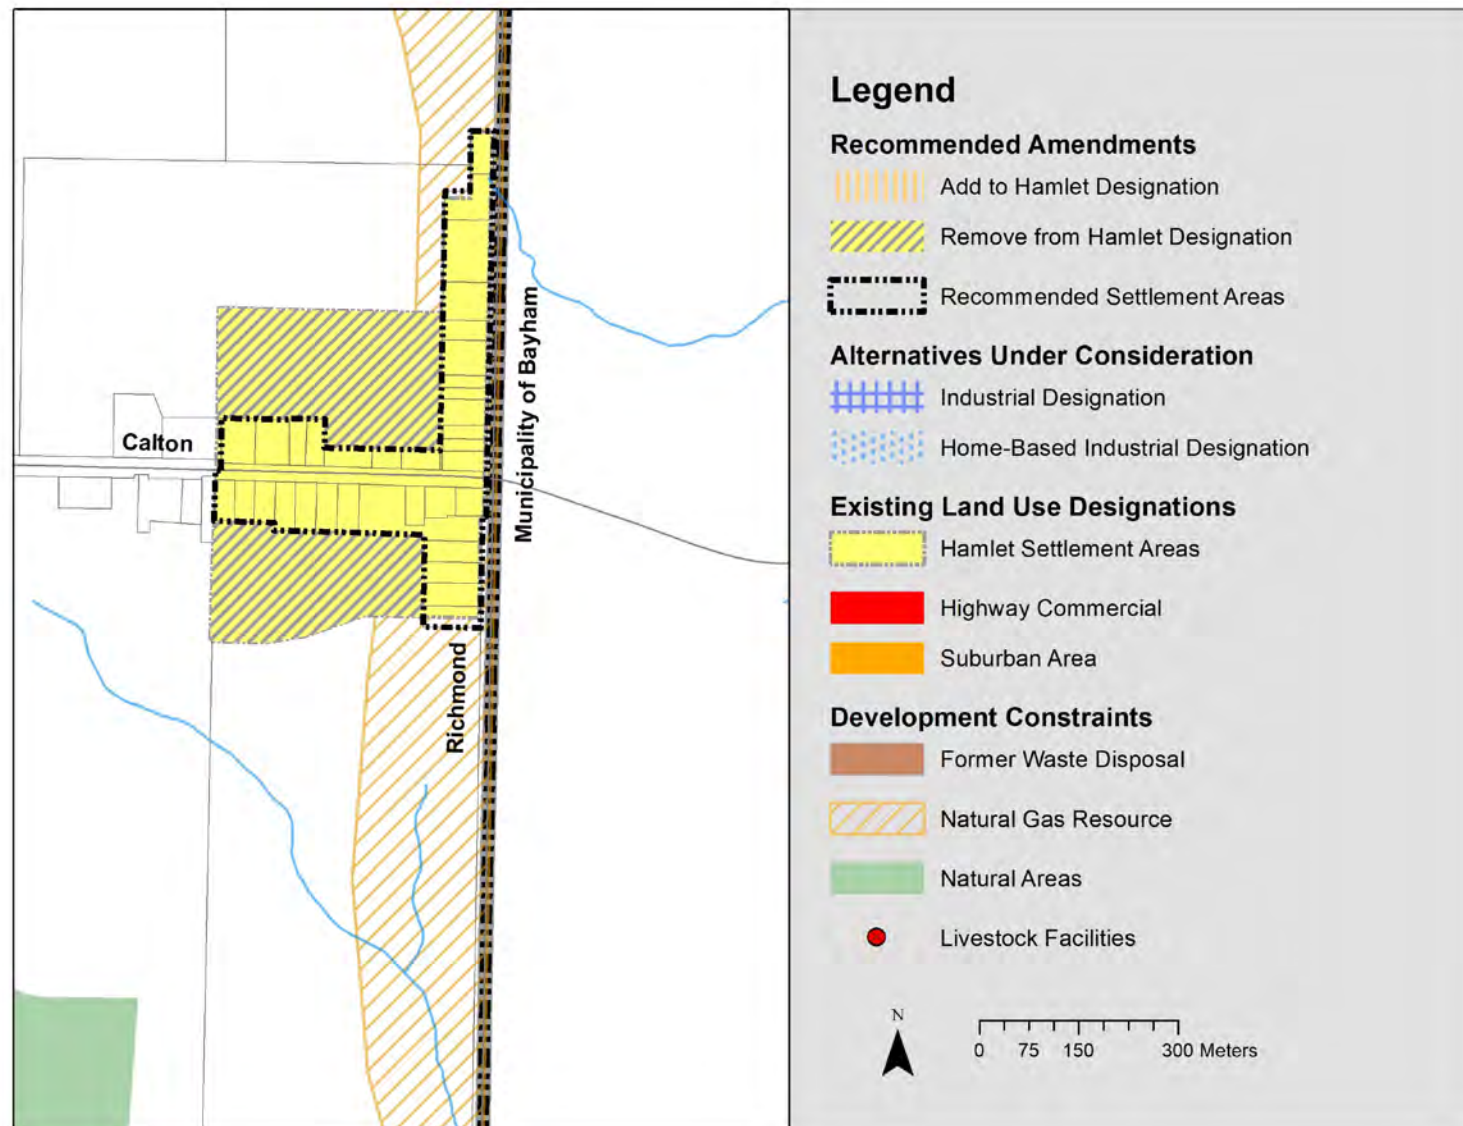 Calton
Municipality of Bayham
Richmond
Legend
Recommended Amendments
Add to Hamlet Designation
Remove from Hamlet Designation
Recommended Settlement Areas
Alternatives Under Consideration
Industrial Designation
Home-Based Industrial Designation
Existing Land Use Designations
Hamlet Settlement Areas
Highway Commercial
Suburban Area
Development Constraints
Former Waste Disposal
Natural Gas Resource
Natural Areas
Livestock Facilities
N
0 75 150 300 Meters